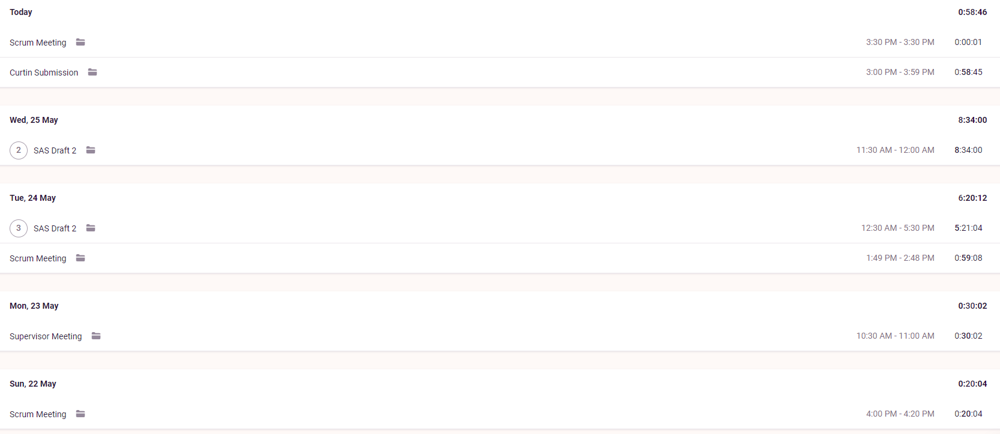 Today 0:58:46
Scrum Meeting 3:30 PM - 3:30 PM 0:00:01
Curtin Submission 3:00 PM - 3:59 PM 0:58:45
Wed, 25 May 8:34:00
2 SAS Draft 2 11:30 AM - 12:00 AM 8:34:00
Tue, 24 May 6:20:12
3 SAS Draft 2 12:30 AM - 5:30 PM 5:21:04
Scrum Meeting 1:49 PM - 2:48 PM 0:59:08
Mon, 23 May 0:30:02
Supervisor Meeting 10:30 AM - 11:00 AM 0:30:02
Sun, 22 May 0:20:04
Scrum Meeting 4:00 PM - 4:20 PM 0:20:04